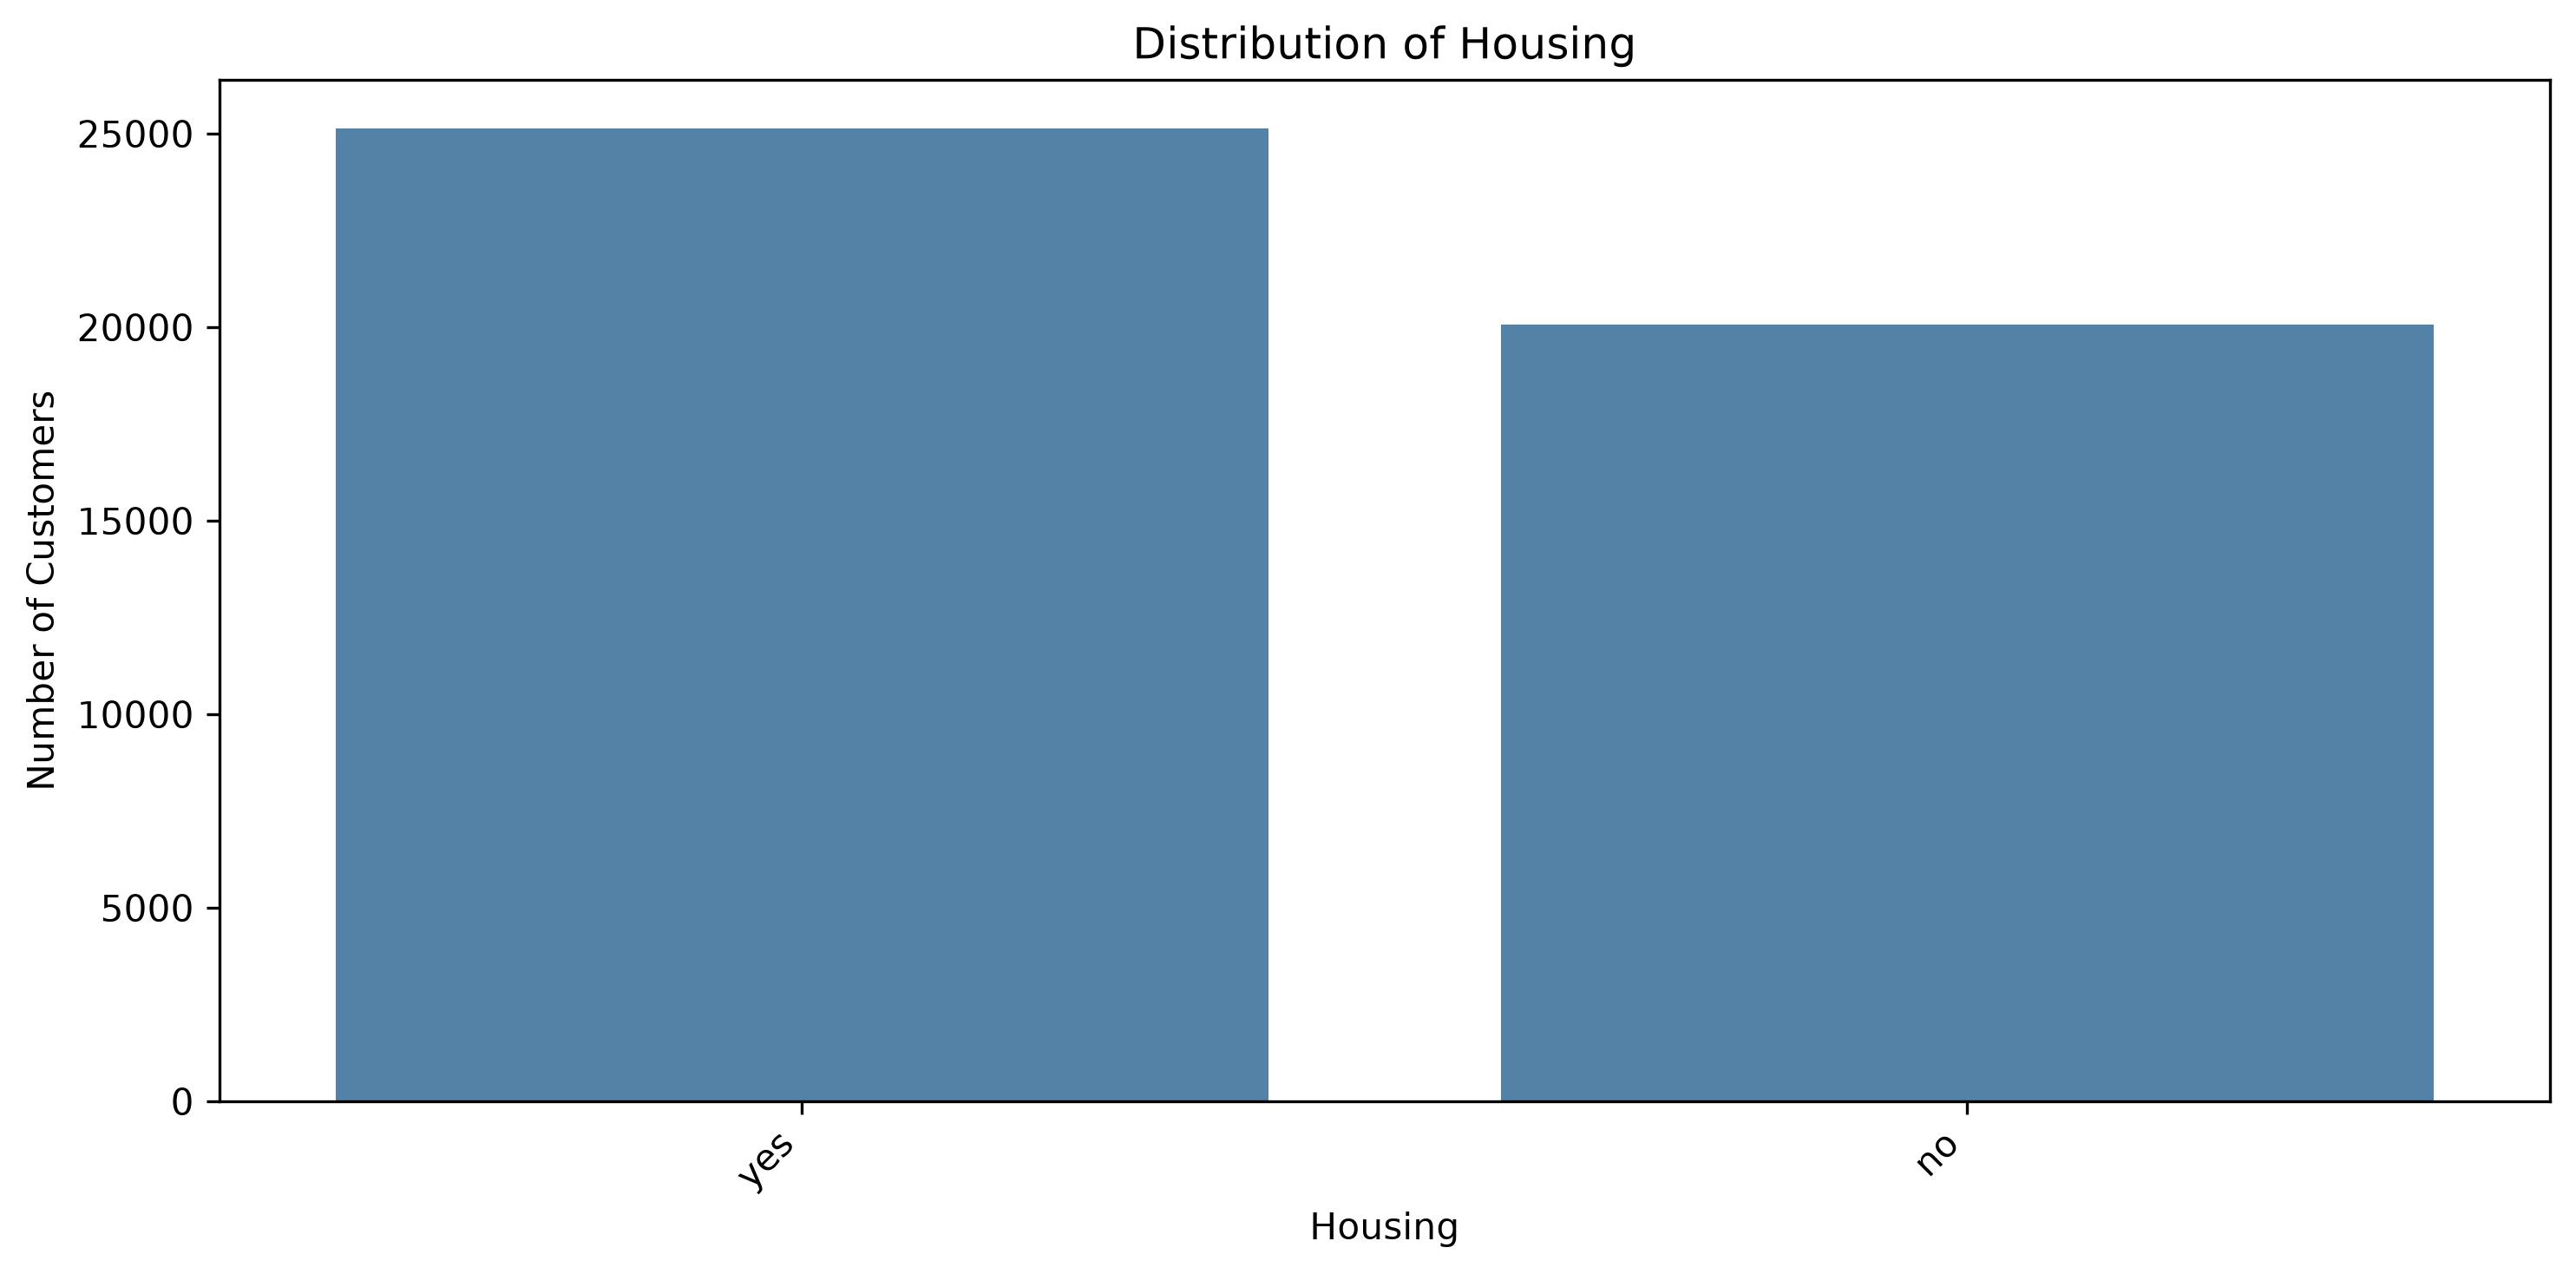 Distribution of Housing
Number of Customers
25000
20000
15000
10000
5000
0
yes
no
Housing